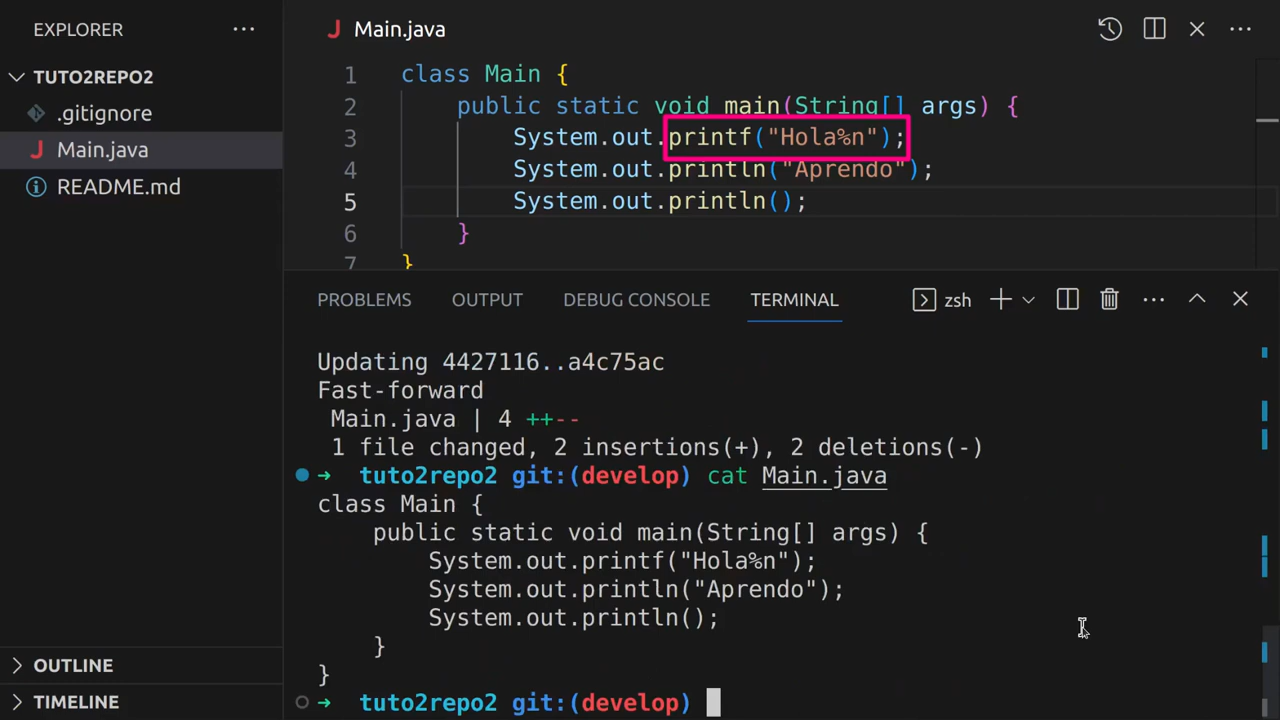 EXPLORER
TUTO2REPO2
.gitignore
Main.java
README.md
OUTLINE
TIMELINE
Main.java
1 class Main {
2 public static void main(String[] args) {
3 System.out.printf("Hola%n");
4 System.out.println("Aprendo");
5 System.out.println();
6 }
7 }
PROBLEMS OUTPUT DEBUG CONSOLE TERMINAL zsh
Updating 4427116..a4c75ac
Fast-forward
Main.java | 4 ++--
1 file changed, 2 insertions(+), 2 deletions(-)
➜ tuto2repo2 git:(develop) cat Main.java
class Main {
public static void main(String[] args) {
System.out.printf("Hola%n");
System.out.println("Aprendo");
System.out.println();
}
}
➜ tuto2repo2 git:(develop)